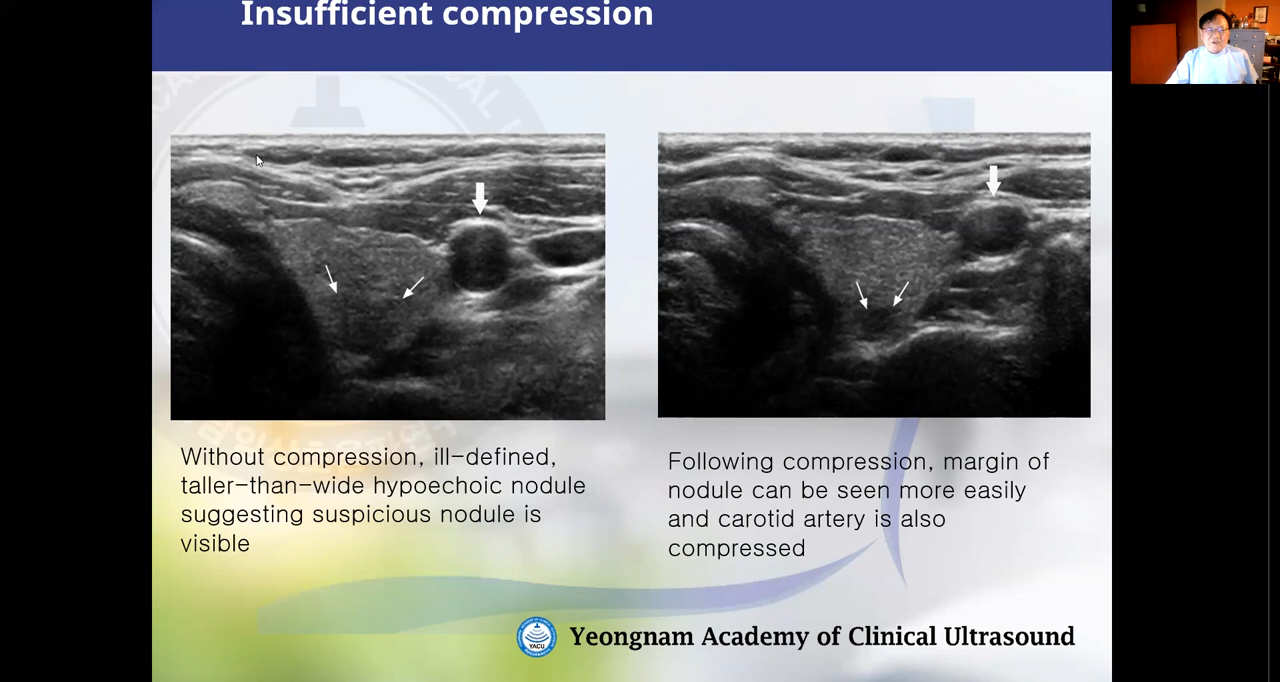 Insufficient compression
Without compression, ill-defined,
taller-than-wide hypoechoic nodule
suggesting suspicious nodule is
visible
Following compression, margin of
nodule can be seen more easily
and carotid artery is also
compressed
YACU
Yeongnam Academy of Clinical Ultrasound